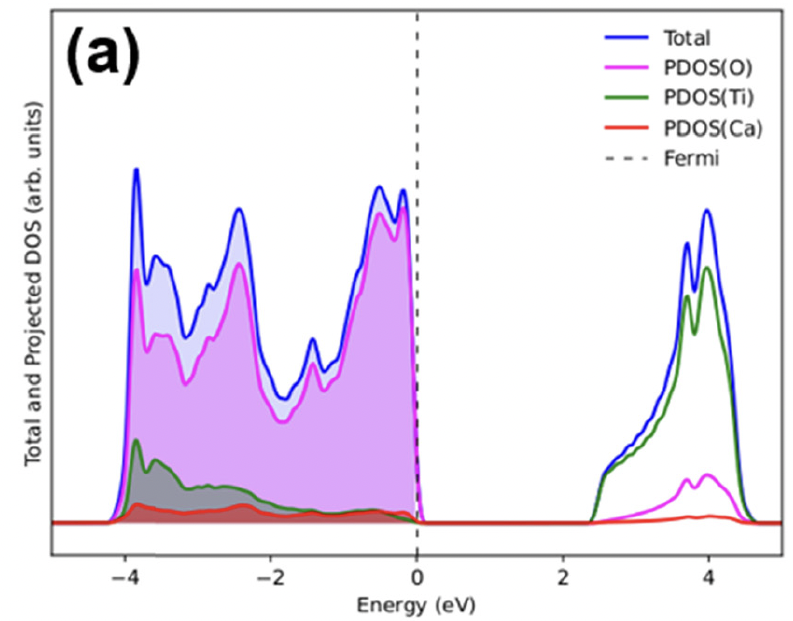 (a)
Total
PDOS(O)
PDOS(Ti)
PDOS(Ca)
Fermi
Total and Projected DOS (arb. units)
−4 −2 0 2 4
Energy (eV)